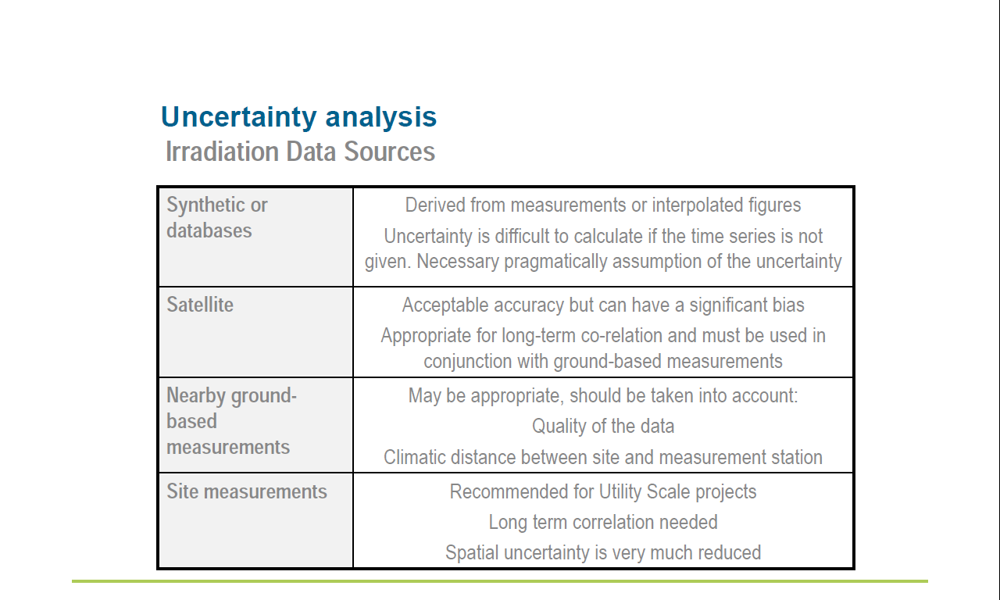 Uncertainty analysis
Irradiation Data Sources
Synthetic or
databases
Derived from measurements or interpolated figures
Uncertainty is difficult to calculate if the time series is not
given. Necessary pragmatically assumption of the uncertainty
Satellite
Acceptable accuracy but can have a significant bias
Appropriate for long-term co-relation and must be used in
conjunction with ground-based measurements
Nearby ground-
based
measurements
May be appropriate, should be taken into account:
Quality of the data
Climatic distance between site and measurement station
Site measurements
Recommended for Utility Scale projects
Long term correlation needed
Spatial uncertainty is very much reduced